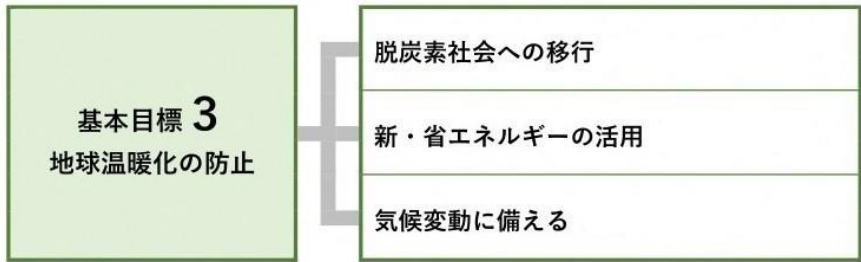 基本目標 3
地球温暖化の防止
脱炭素社会への移行
新・省エネルギーの活用
気候変動に備える